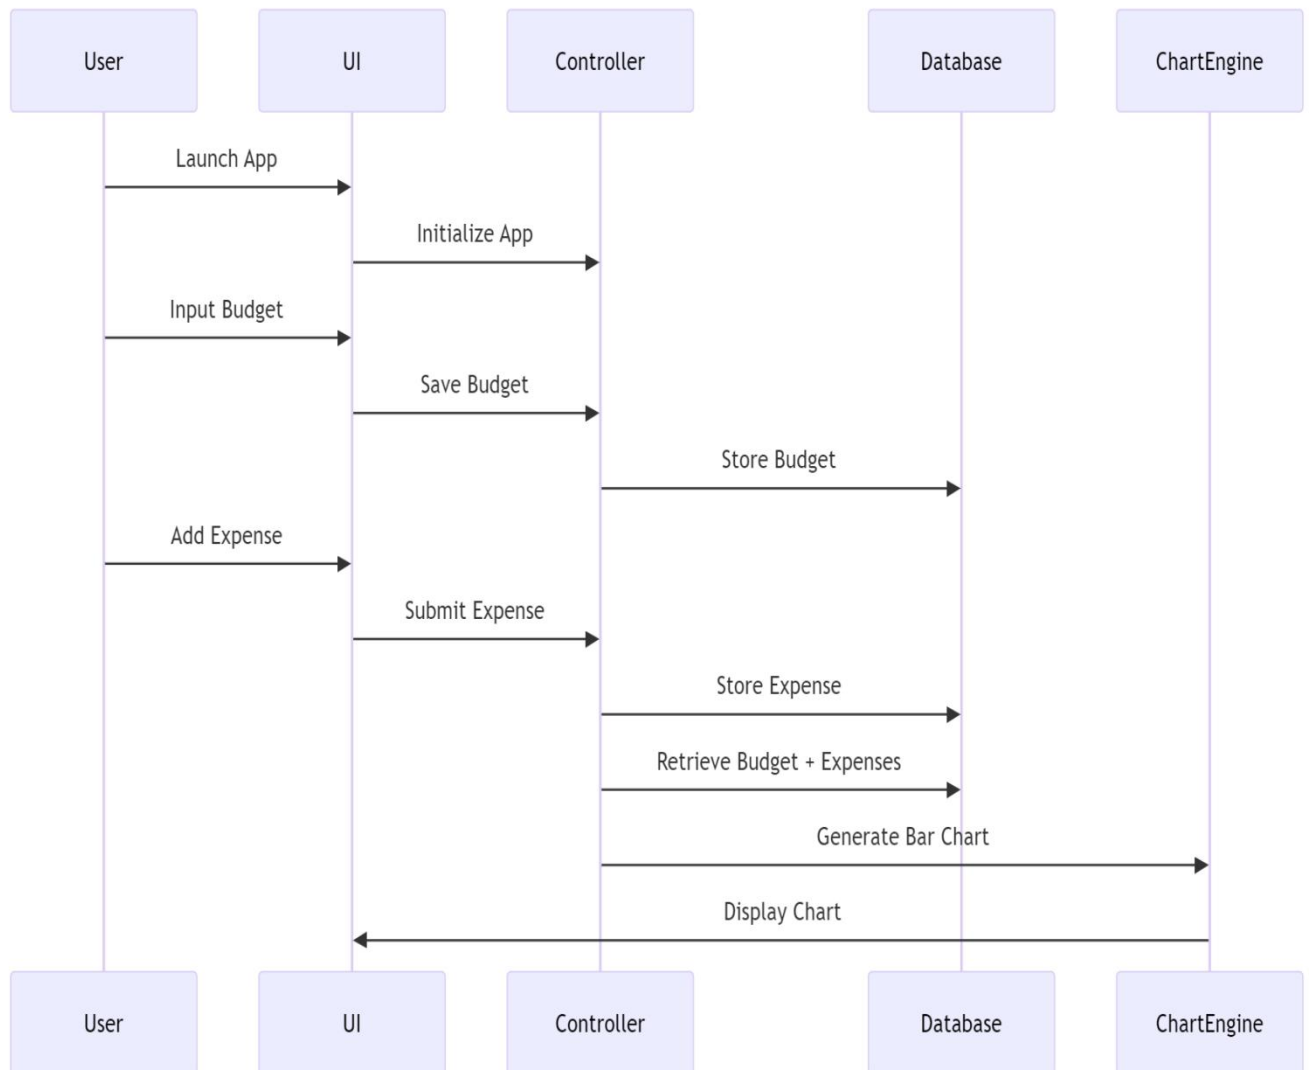 User
UI
Controller
Database
ChartEngine
Launch App
Initialize App
Input Budget
Save Budget
Store Budget
Add Expense
Submit Expense
Store Expense
Retrieve Budget + Expenses
Generate Bar Chart
Display Chart
User
UI
Controller
Database
ChartEngine